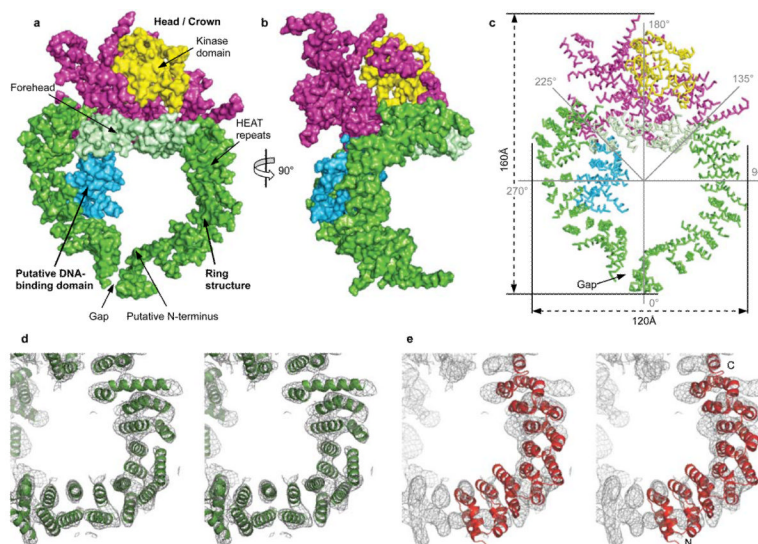 a
Head / Crown
Kinase
domain
Forehead
HEAT
repeats
Putative DNA-
binding domain
Gap
Putative N-terminus
Ring
structure
90°
b
c
180°
225°
135°
160Å
270°
Gap
0°
120Å
d
e
C
N